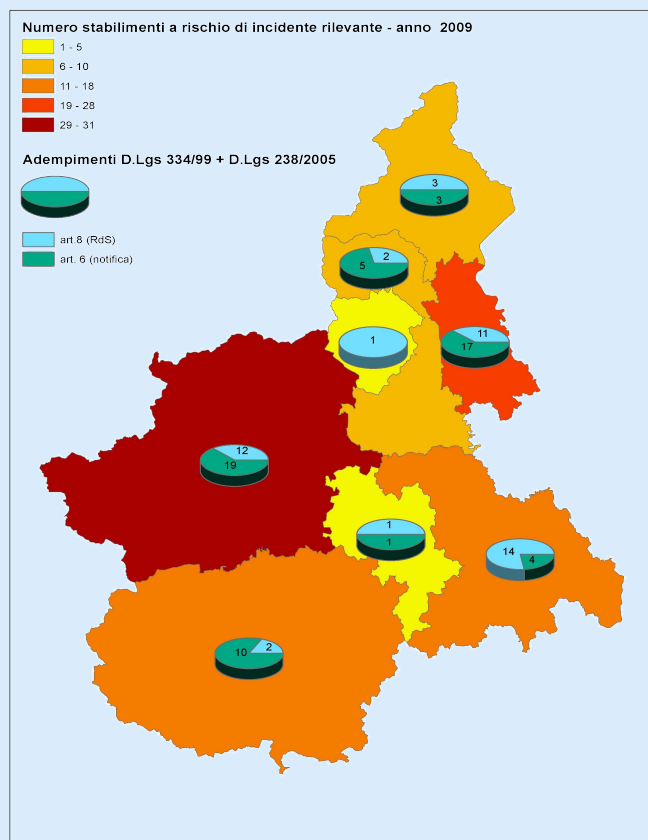 Numero stabilimenti a rischio di incidente rilevante - anno 2009
1 - 5
6 - 10
11 - 18
19 - 28
29 - 31
Adempimenti D.Lgs 334/99 + D.Lgs 238/2005
art.8 (RdS)
art. 6 (notifica)
3
3
2
5
1
11
17
12
19
1
1
14
4
2
10